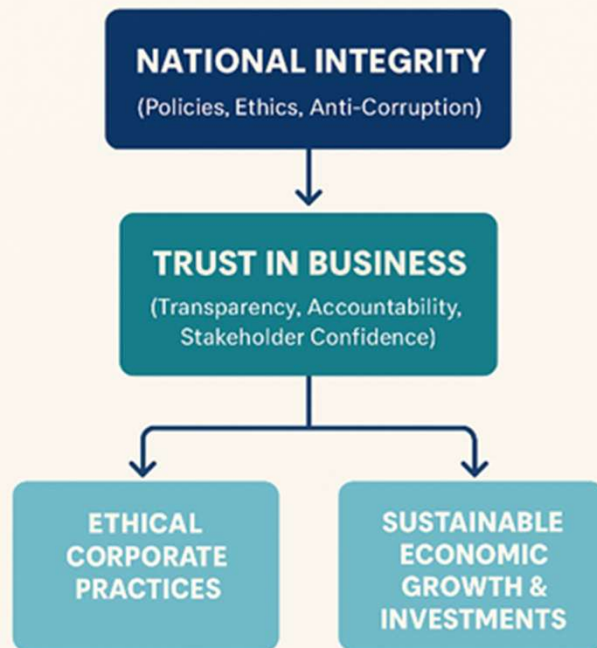 NATIONAL INTEGRITY
(Policies, Ethics, Anti-Corruption)
TRUST IN BUSINESS
(Transparency, Accountability,
Stakeholder Confidence)
ETHICAL
CORPORATE
PRACTICES
SUSTAINABLE
ECONOMIC
GROWTH &
INVESTMENTS